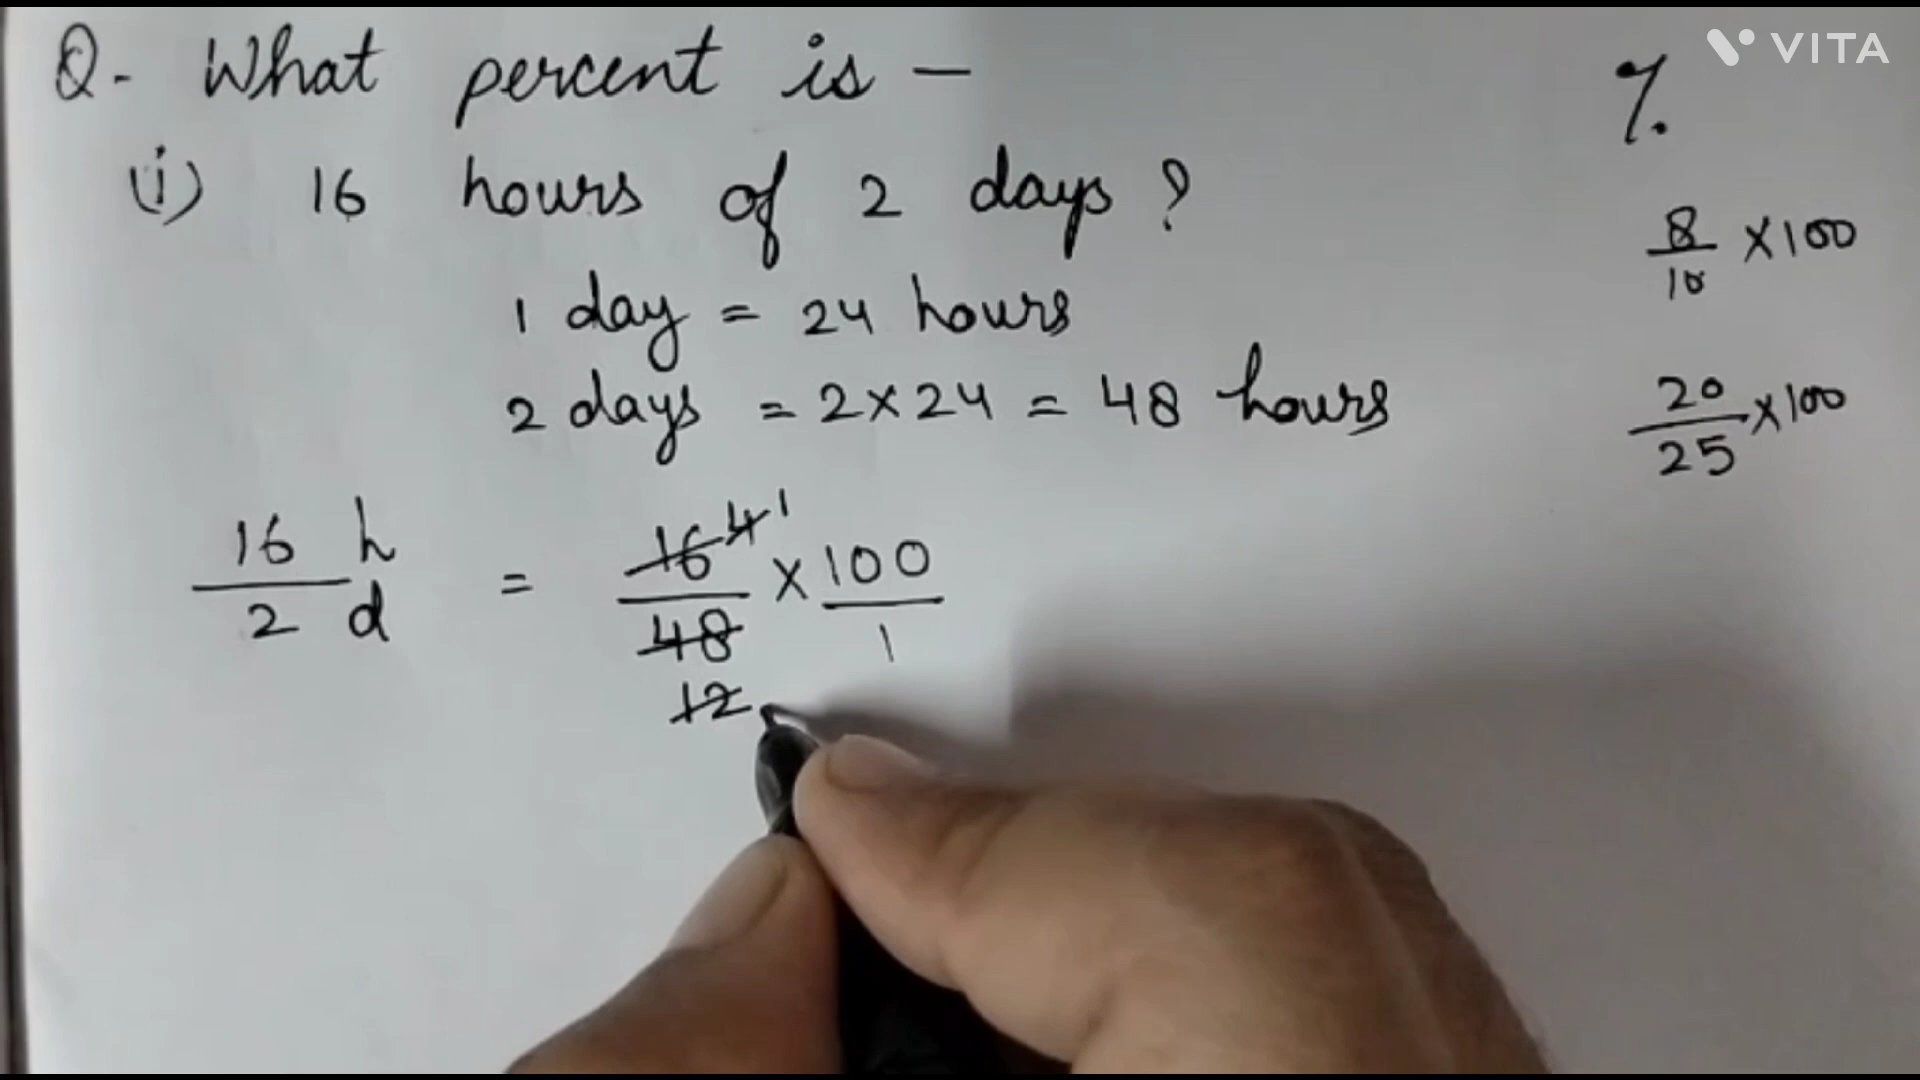 Q- What percent is -
(i) 16 hours of 2 days ?
1 day = 24 hours
2 days = 2 × 24 = 48 hours
16 h / 2 d = 16 4 1 / 48 12 × 100 / 1
%
8/10 × 100
20/25 × 100
VITA